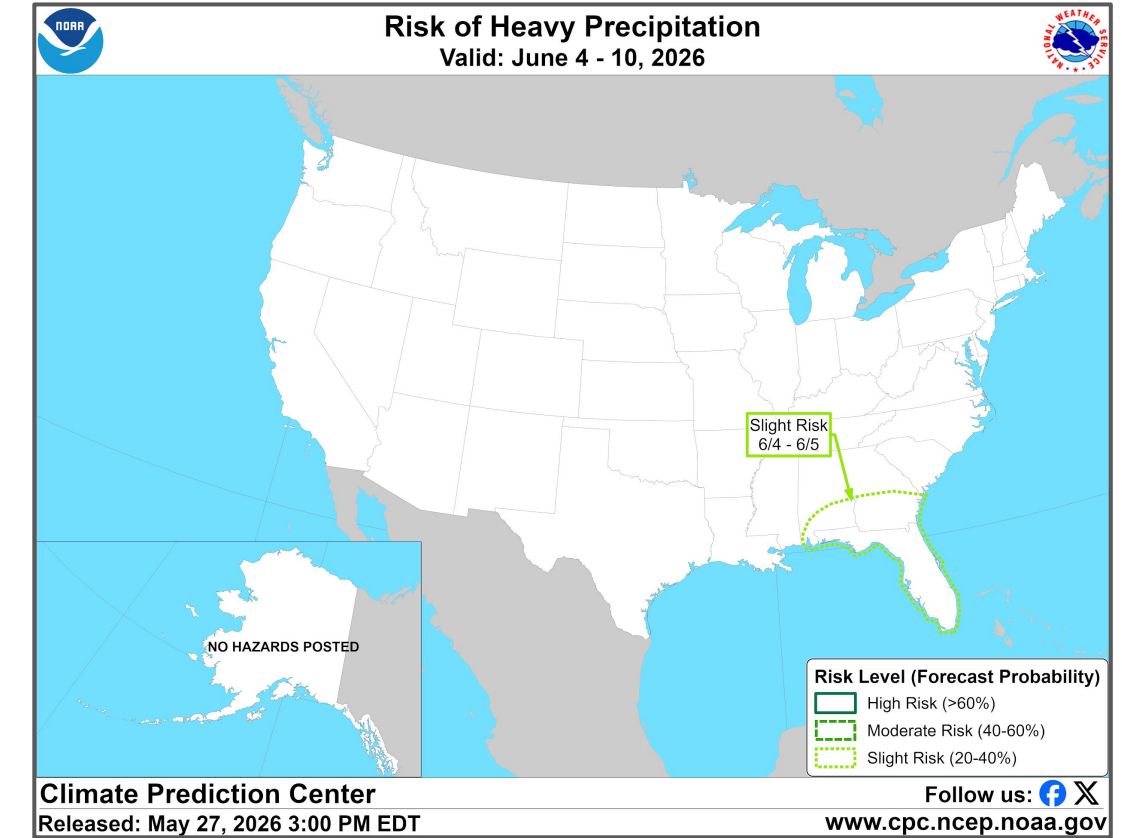 NOAA
Risk of Heavy Precipitation
Valid: June 4 - 10, 2026
NATIONAL WEATHER SERVICE
Slight Risk
6/4 - 6/5
NO HAZARDS POSTED
Risk Level (Forecast Probability)
High Risk (>60%)
Moderate Risk (40-60%)
Slight Risk (20-40%)
Climate Prediction Center
Follow us:
Released: May 27, 2026 3:00 PM EDT
www.cpc.ncep.noaa.gov